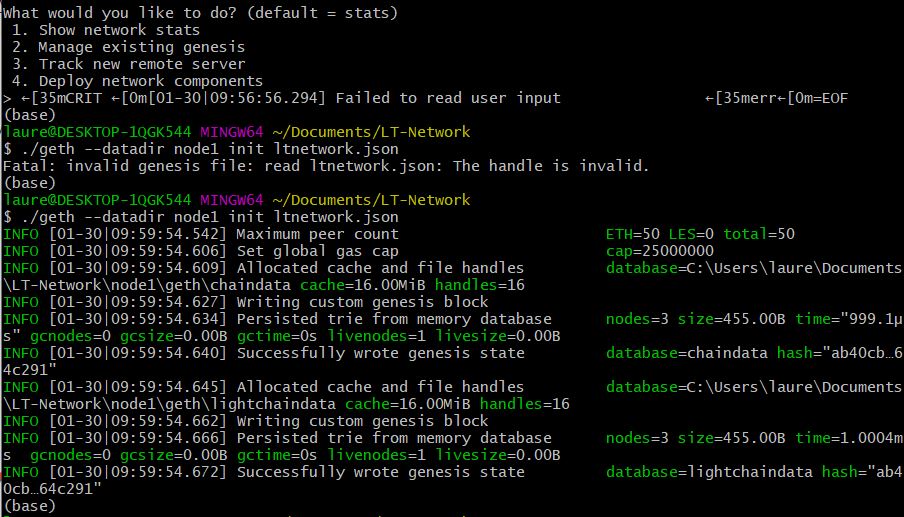 What would you like to do? (default = stats)
 1. Show network stats
 2. Manage existing genesis
 3. Track new remote server
 4. Deploy network components
> ←[35mCRIT ←[0m[01-30|09:56:56.294] Failed to read user input                ←[35merr←[0m=EOF
(base)
laure@DESKTOP-1QGK544 MINGW64 ~/Documents/LT-Network
$ ./geth --datadir node1 init ltnetwork.json
Fatal: invalid genesis file: read ltnetwork.json: The handle is invalid.
(base)
laure@DESKTOP-1QGK544 MINGW64 ~/Documents/LT-Network
$ ./geth --datadir node1 init ltnetwork.json
INFO [01-30|09:59:54.542] Maximum peer count                       ETH=50 LES=0 total=50
INFO [01-30|09:59:54.606] Set global gas cap                       cap=25000000
INFO [01-30|09:59:54.609] Allocated cache and file handles         database=C:\Users\laure\Documents
\LT-Network\node1\geth\chaindata cache=16.00MiB handles=16
INFO [01-30|09:59:54.627] Writing custom genesis block
INFO [01-30|09:59:54.634] Persisted trie from memory database      nodes=3 size=455.00B time="999.1µ
s" gcnodes=0 gcsize=0.00B gctime=0s livenodes=1 livesize=0.00B
INFO [01-30|09:59:54.640] Successfully wrote genesis state         database=chaindata hash="ab40cb…6
4c291"
INFO [01-30|09:59:54.645] Allocated cache and file handles         database=C:\Users\laure\Documents
\LT-Network\node1\geth\lightchaindata cache=16.00MiB handles=16
INFO [01-30|09:59:54.662] Writing custom genesis block
INFO [01-30|09:59:54.666] Persisted trie from memory database      nodes=3 size=455.00B time=1.0004m
s  gcnodes=0 gcsize=0.00B gctime=0s livenodes=1 livesize=0.00B
INFO [01-30|09:59:54.672] Successfully wrote genesis state         database=lightchaindata hash="ab4
0cb…64c291"
(base)